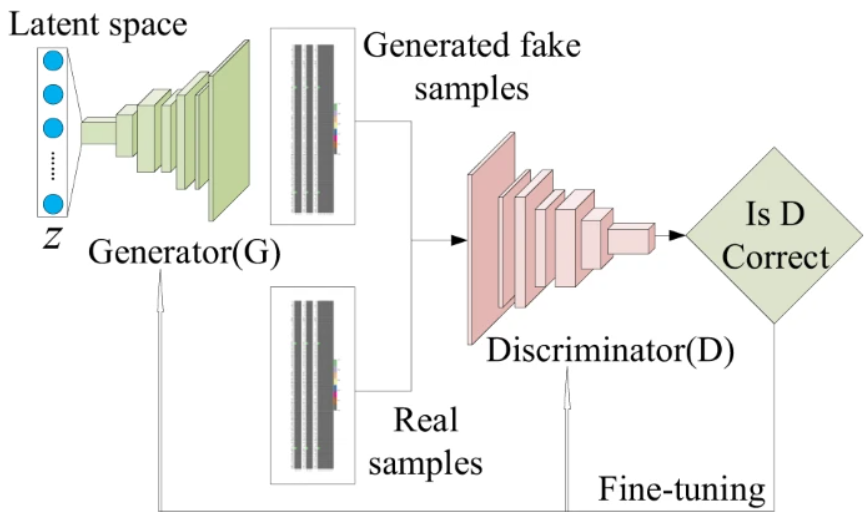 Latent space
z
Generator(G)
Generated fake
samples
Real
samples
Discriminator(D)
Is D
Correct
Fine-tuning